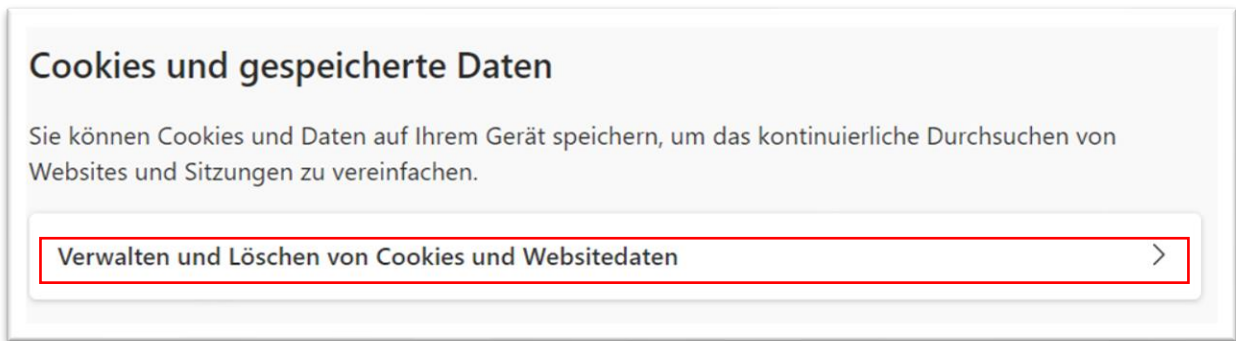 Cookies und gespeicherte Daten
Sie können Cookies und Daten auf Ihrem Gerät speichern, um das kontinuierliche Durchsuchen von
Websites und Sitzungen zu vereinfachen.
Verwalten und Löschen von Cookies und Websitedaten